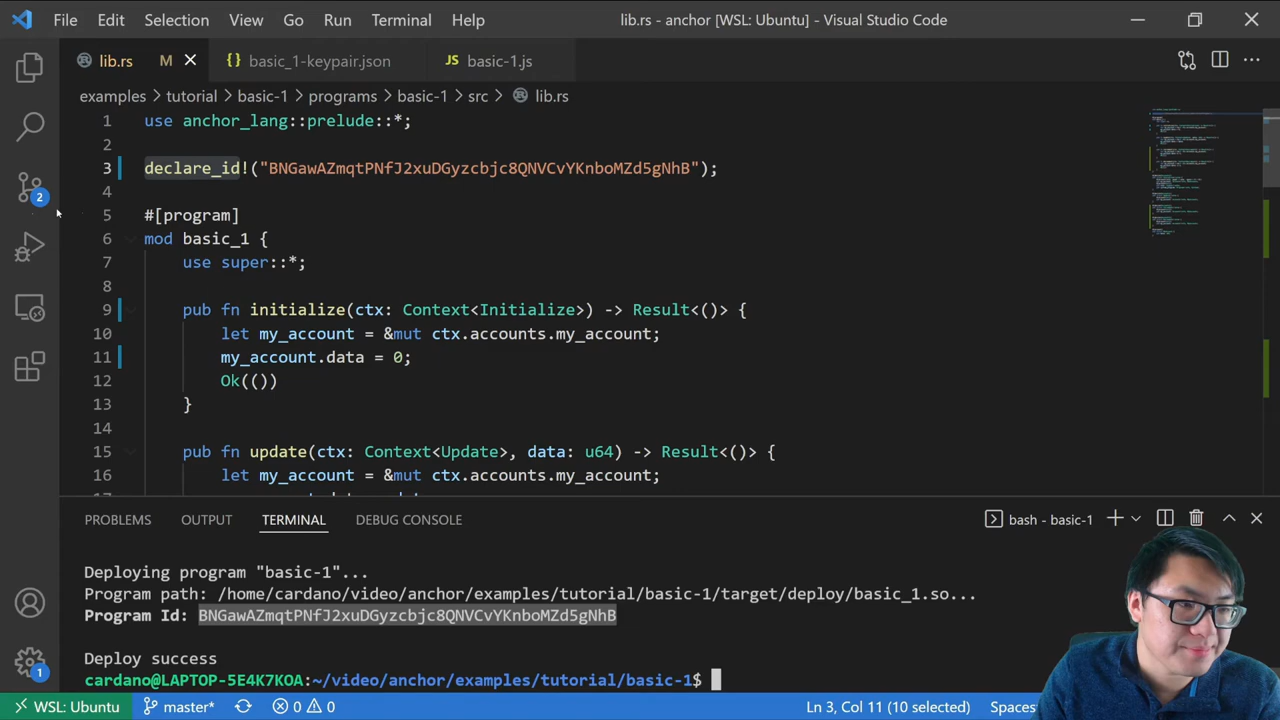 File Edit Selection View Go Run Terminal Help lib.rs - anchor [WSL: Ubuntu] - Visual Studio Code
lib.rs M basic_1-keypair.json JS basic-1.js
examples > tutorial > basic-1 > programs > basic-1 > src > lib.rs
1 use anchor_lang::prelude::*;
2
3 declare_id!("BNGawAZmqtPNfJ2xuDGyzcbjc8QNVCvYKnboMZd5gNhB");
4
5 #[program]
6 mod basic_1 {
7 use super::*;
8
9 pub fn initialize(ctx: Context<Initialize>) -> Result<()> {
10 let my_account = &mut ctx.accounts.my_account;
11 my_account.data = 0;
12 Ok(())
13 }
14
15 pub fn update(ctx: Context<Update>, data: u64) -> Result<()> {
16 let my_account = &mut ctx.accounts.my_account;
2
PROBLEMS OUTPUT TERMINAL DEBUG CONSOLE bash - basic-1
Deploying program "basic-1"...
Program path: /home/cardano/video/anchor/examples/tutorial/basic-1/target/deploy/basic_1.so...
Program Id: BNGawAZmqtPNfJ2xuDGyzcbjc8QNVCvYKnboMZd5gNhB
Deploy success
cardano@LAPTOP-5E4K7KOA:~/video/anchor/examples/tutorial/basic-1$
1
WSL: Ubuntu master* 0 0 Ln 3, Col 11 (10 selected) Spaces